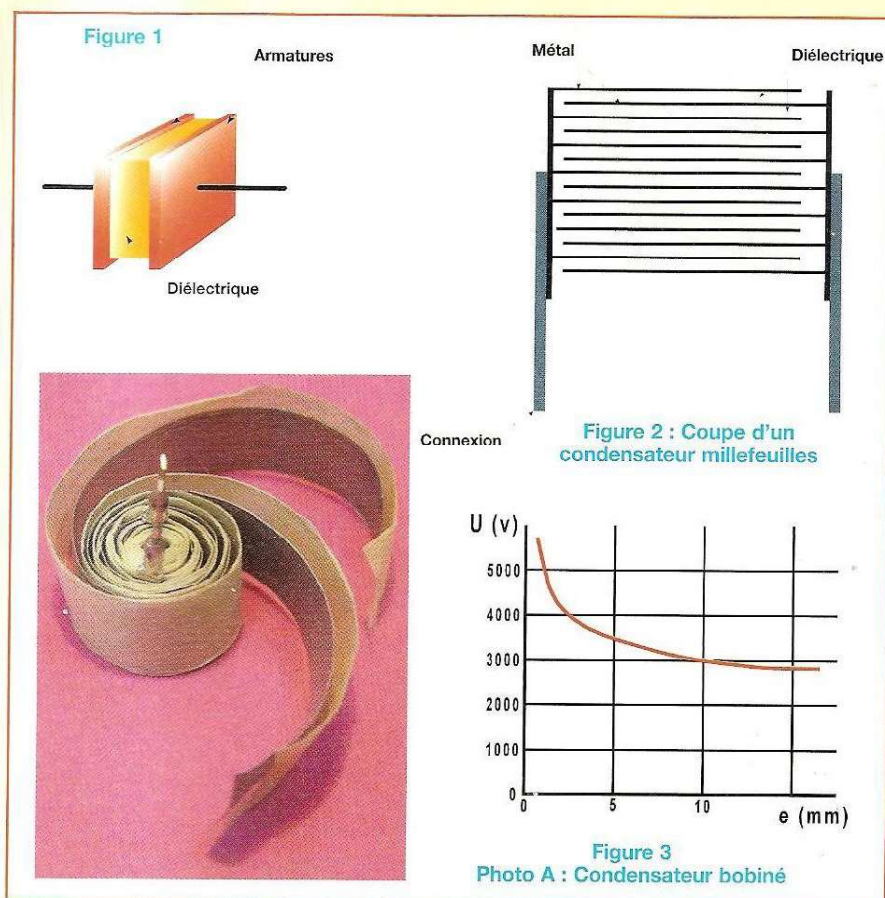 Figure 1
Armatures
Diélectrique
Métal
Diélectrique
Connexion
Figure 2 : Coupe d'un
condensateur millefeuilles
U (v)
5000
4000
3000
2000
1000
0
0 5 10
e (mm)
Figure 3
Photo A : Condensateur bobiné